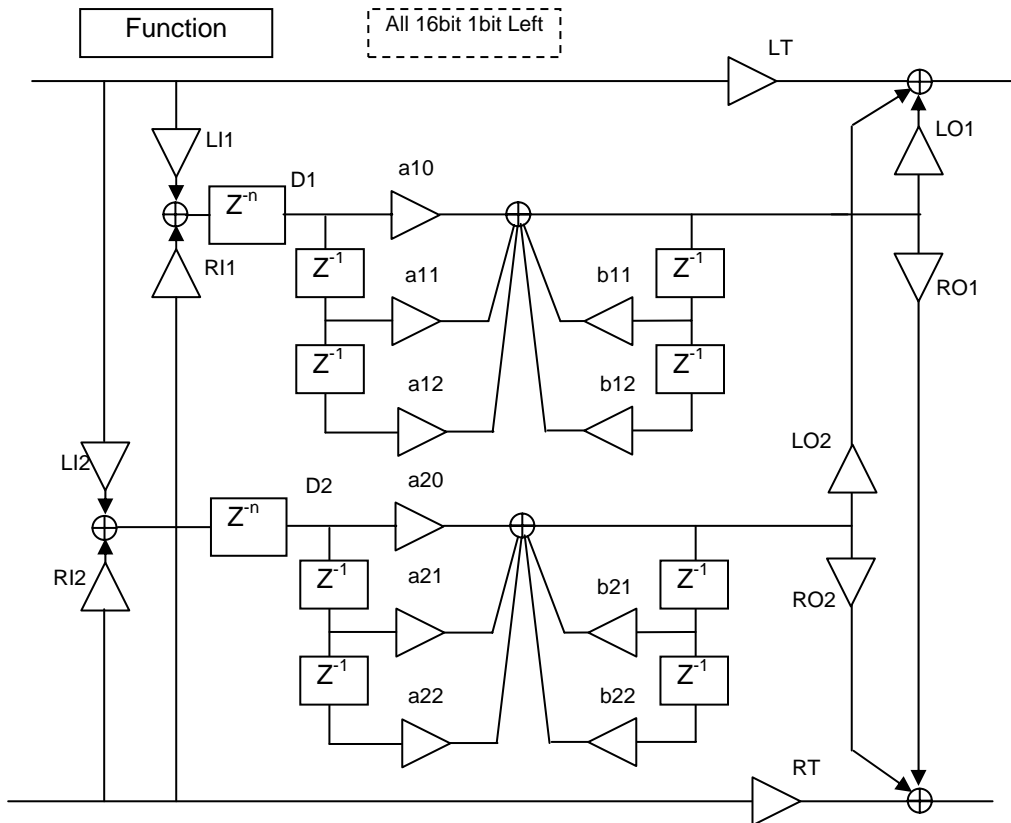 Function
All 16bit 1bit Left
LT
LI1
LO1
a10
D1
Z⁻ⁿ
RI1
Z⁻¹
a11
b11
Z⁻¹
RO1
Z⁻¹
a12
b12
Z⁻¹
LI2
LO2
a20
D2
Z⁻ⁿ
RI2
Z⁻¹
a21
b21
Z⁻¹
RO2
Z⁻¹
a22
b22
Z⁻¹
RT